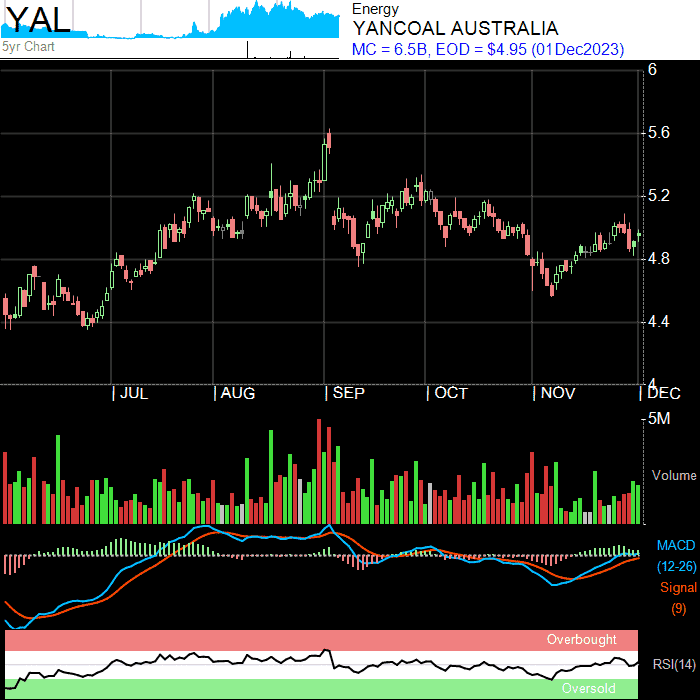 YAL
5yr Chart
Energy
YANCOAL AUSTRALIA
MC = 6.5B, EOD = $4.95 (01Dec2023)
6
5.6
5.2
4.8
4.4
4
JUL AUG SEP OCT NOV DEC
5M
Volume
MACD
(12-26)
Signal
(9)
Overbought
RSI(14)
Oversold